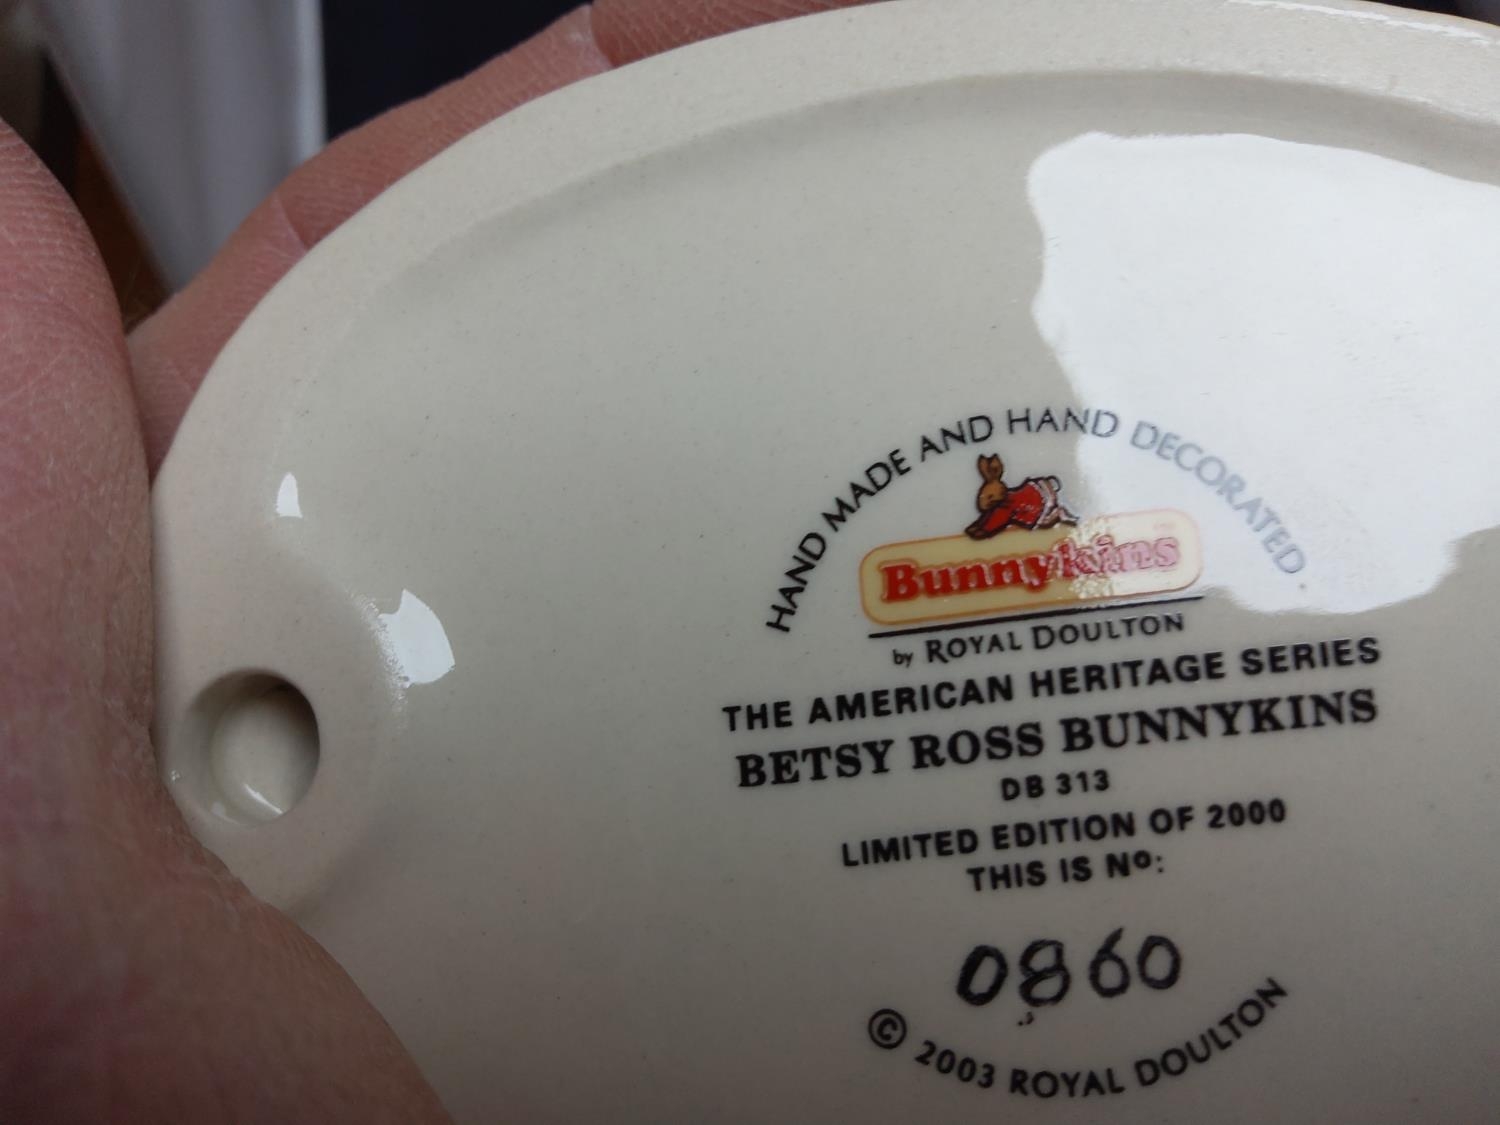 HAND MADE AND HAND DECORATED
Bunnykins
by ROYAL DOULTON
THE AMERICAN HERITAGE SERIES
BETSY ROSS BUNNYKINS
DB 313
LIMITED EDITION OF 2000
THIS IS Nº:
0860
© 2003 ROYAL DOULTON